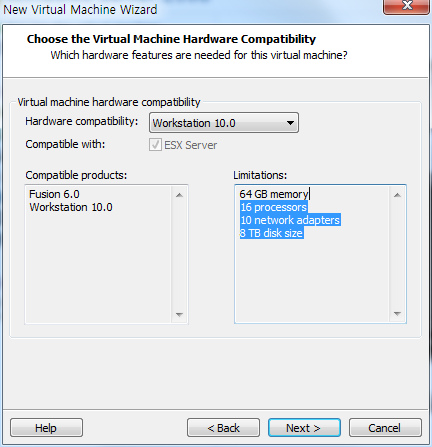 New Virtual Machine Wizard
Choose the Virtual Machine Hardware Compatibility
Which hardware features are needed for this virtual machine?
Virtual machine hardware compatibility
Hardware compatibility: Workstation 10.0
Compatible with: ESX Server
Compatible products: Limitations:
Fusion 6.0 64 GB memory
Workstation 10.0 16 processors
10 network adapters
8 TB disk size
Help < Back Next > Cancel